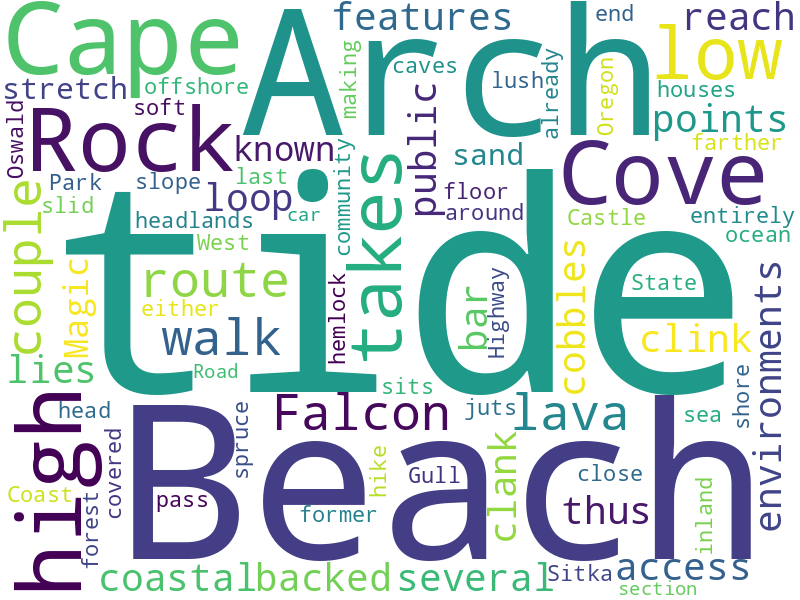 Cape
Arch
features
end
reach
low
stretch
offshore
making
caves
lush
already
Oregon
houses
points
farther
Oswald
soft
Rock
known
public
sand
Cove
Park
slope
last
loop
community
floor
around
Castle
entirely
ocean
slid
headlands
car
couple
West
takes
tide
Magic
route
either
hemlock
bar
Highway
cobbles
State
environments
walk
clink
lies
Road
sits
high
head
Beach
Falcon
juts
lava
sea
shore
covered
spruce
hike
Gull
clank
close
Coast
forest
pass
former
thus
inland
coastal
backed
several
Sitka
access
section